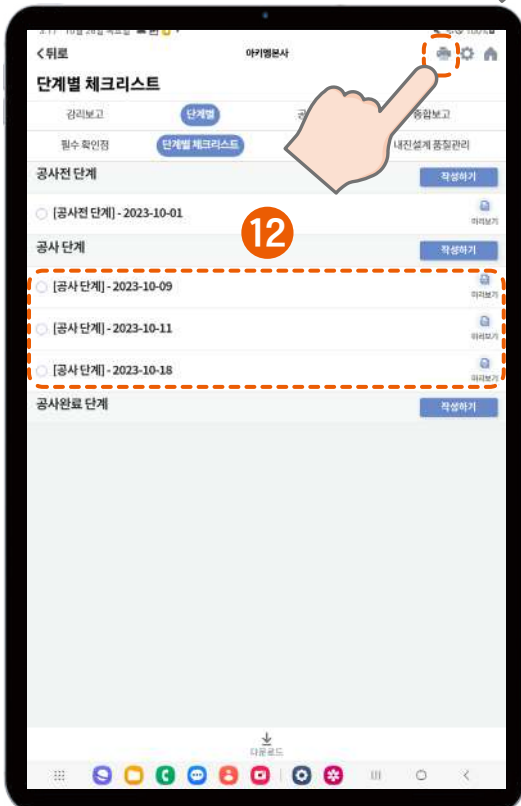 뒤로
아키엠본사
단계별 체크리스트
감리보고 단계별 종합보고
필수 확인점 단계별 체크리스트 내진설계 품질관리
공사전 단계 작성하기
[공사전 단계] - 2023-10-01 미리보기
12
공사 단계 작성하기
[공사 단계] - 2023-10-09 미리보기
[공사 단계] - 2023-10-11 미리보기
[공사 단계] - 2023-10-18 미리보기
공사완료 단계 작성하기
다운로드